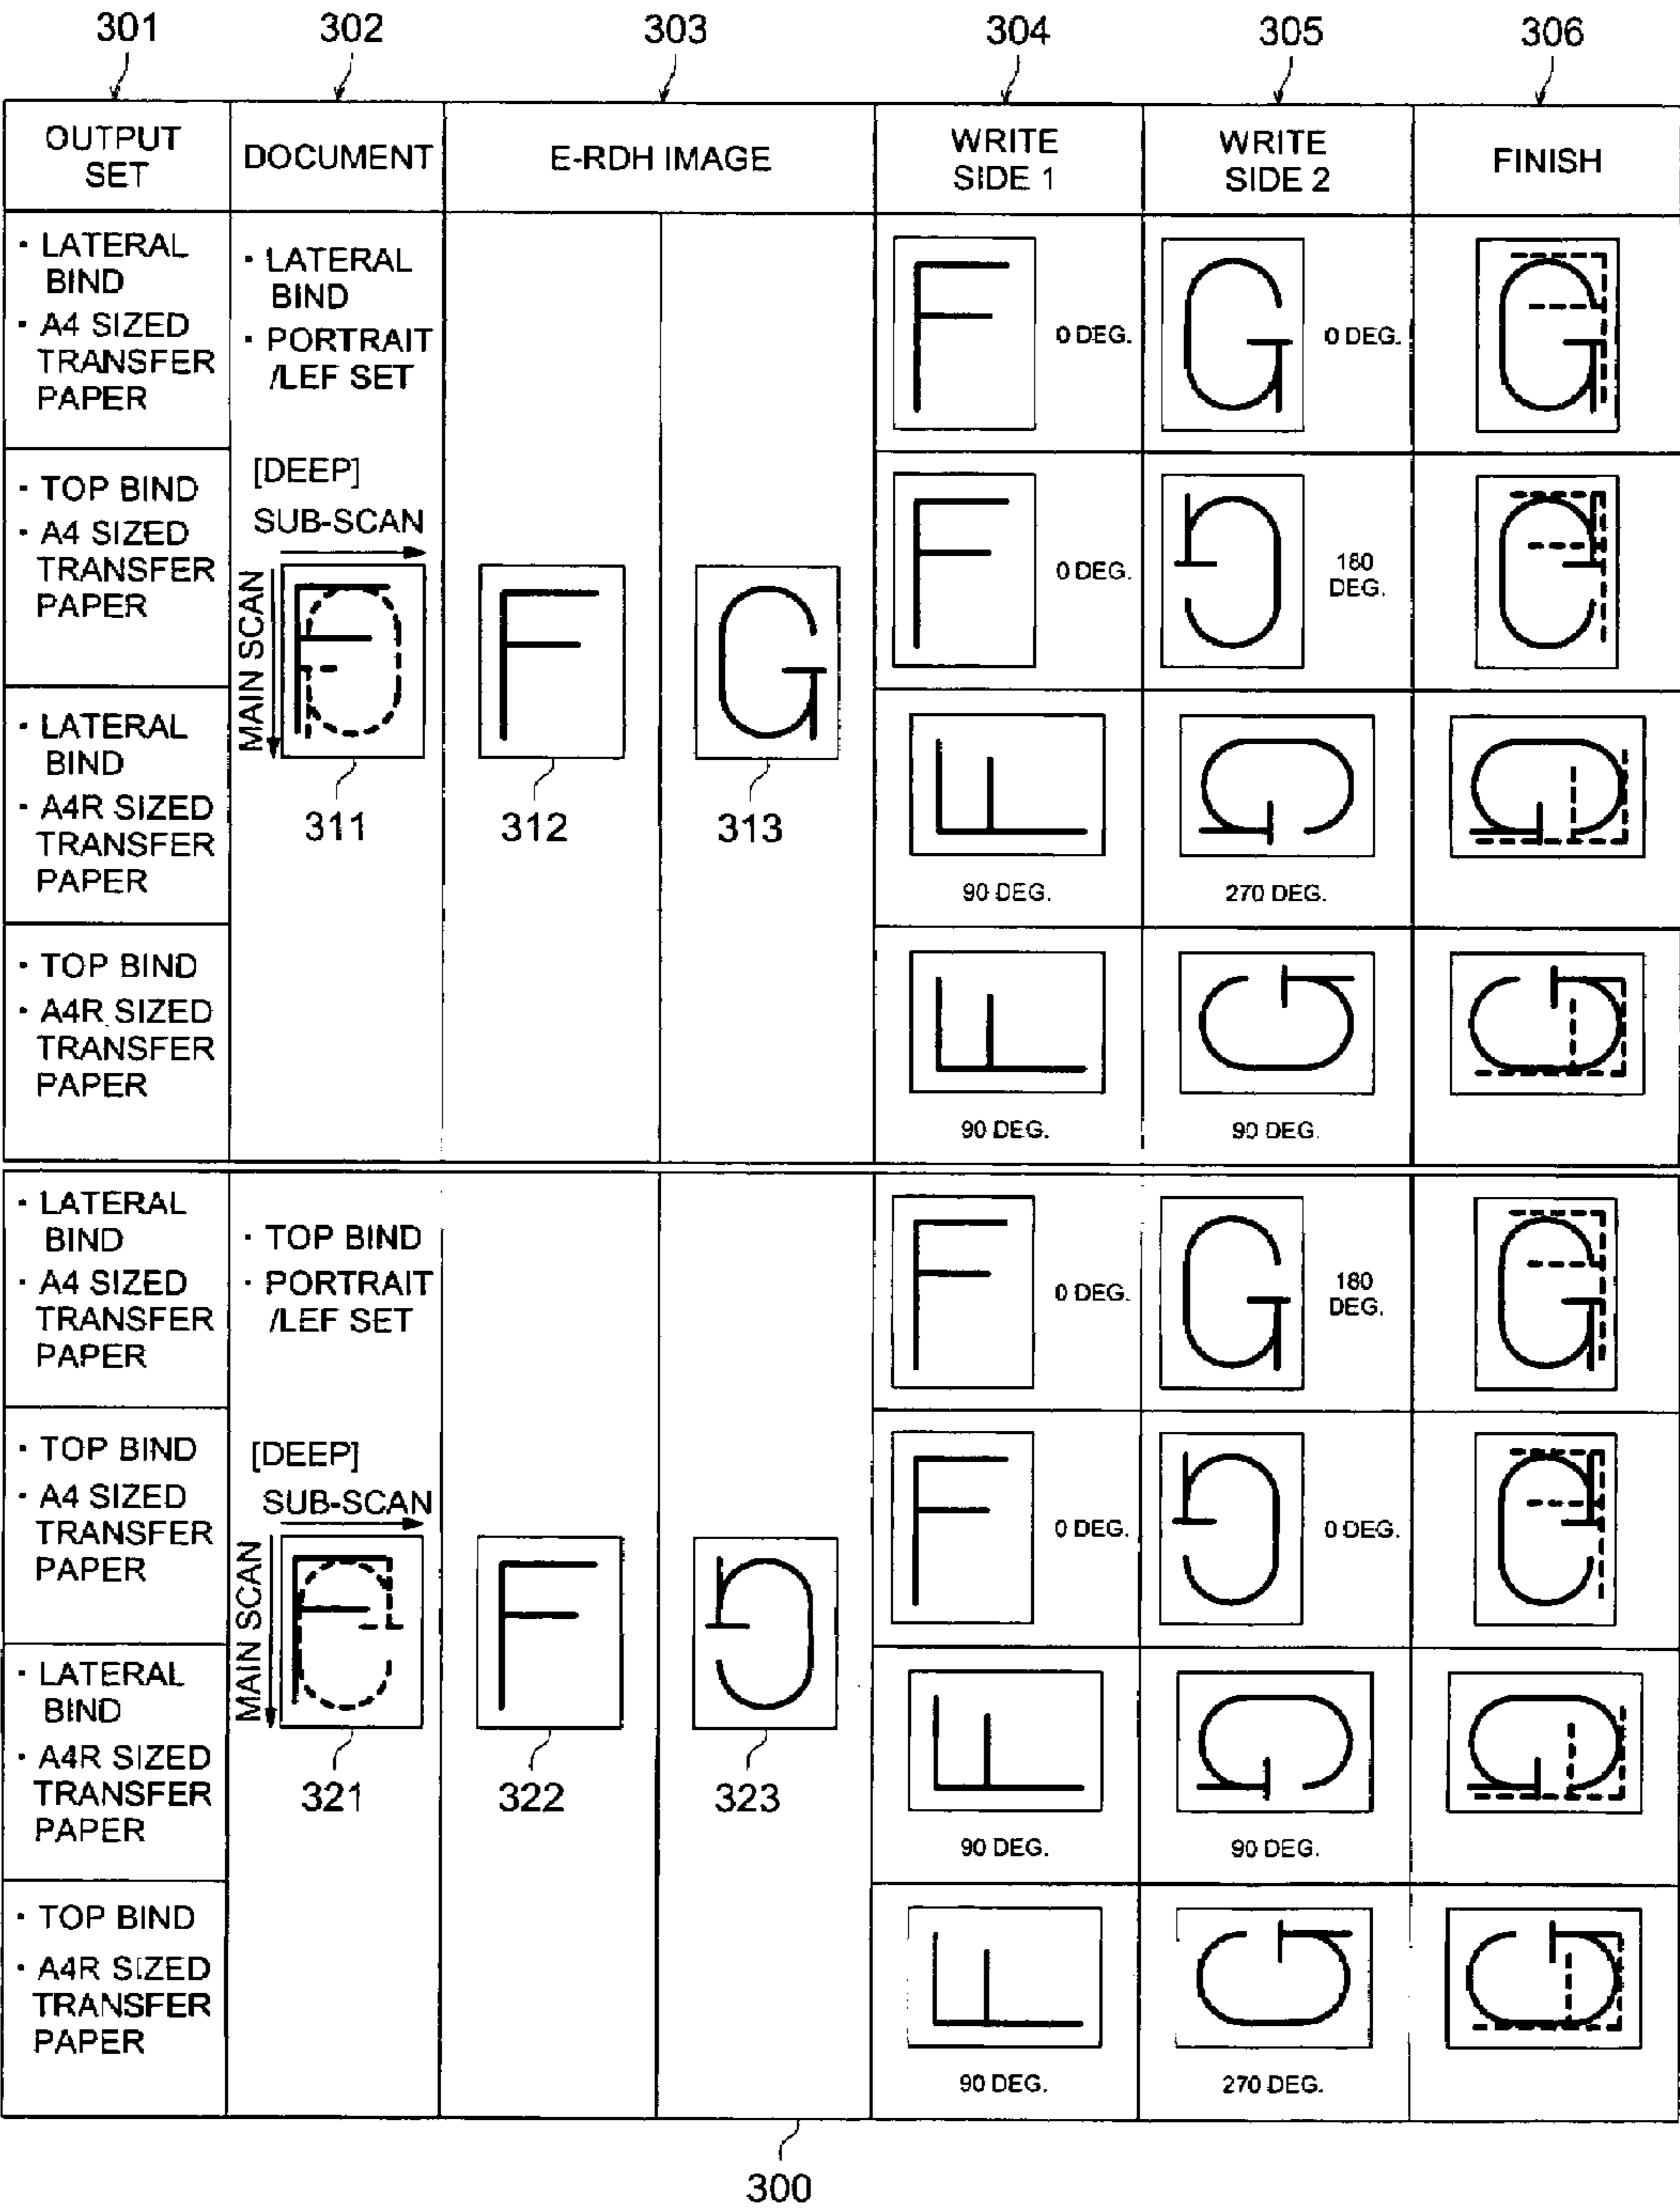 301 302 303 304 305 306
OUTPUT SET
DOCUMENT
E-RDH IMAGE
WRITE SIDE 1
WRITE SIDE 2
FINISH
· LATERAL
BIND
· A4 SIZED
TRANSFER
PAPER
· LATERAL
BIND
· PORTRAIT
/LEF SET
F
0 DEG.
G
0 DEG.
G
· TOP BIND
· A4 SIZED
TRANSFER
PAPER
[DEEP]
SUB-SCAN
MAIN SCAN
F
311
F
312
G
313
F
0 DEG.
G
180
DEG.
G
· LATERAL
BIND
· A4R SIZED
TRANSFER
PAPER
F
90 DEG.
G
270 DEG.
G
· TOP BIND
· A4R SIZED
TRANSFER
PAPER
F
90 DEG.
G
90 DEG.
G
· LATERAL
BIND
· A4 SIZED
TRANSFER
PAPER
· TOP BIND
· PORTRAIT
/LEF SET
F
0 DEG.
G
180
DEG.
G
· TOP BIND
· A4 SIZED
TRANSFER
PAPER
[DEEP]
SUB-SCAN
MAIN SCAN
F
321
F
322
G
323
F
0 DEG.
G
0 DEG.
G
· LATERAL
BIND
· A4R SIZED
TRANSFER
PAPER
F
90 DEG.
G
90 DEG.
G
· TOP BIND
· A4R SIZED
TRANSFER
PAPER
F
90 DEG.
G
270 DEG.
G
300